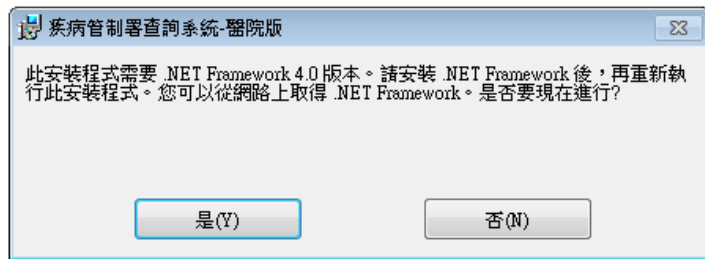 疾病管制署查詢系統-醫院版
此安裝程式需要 .NET Framework 4.0 版本。請安裝 .NET Framework 後，再重新執
行此安裝程式。您可以從網路上取得 .NET Framework。是否要現在進行?
是(Y)
否(N)